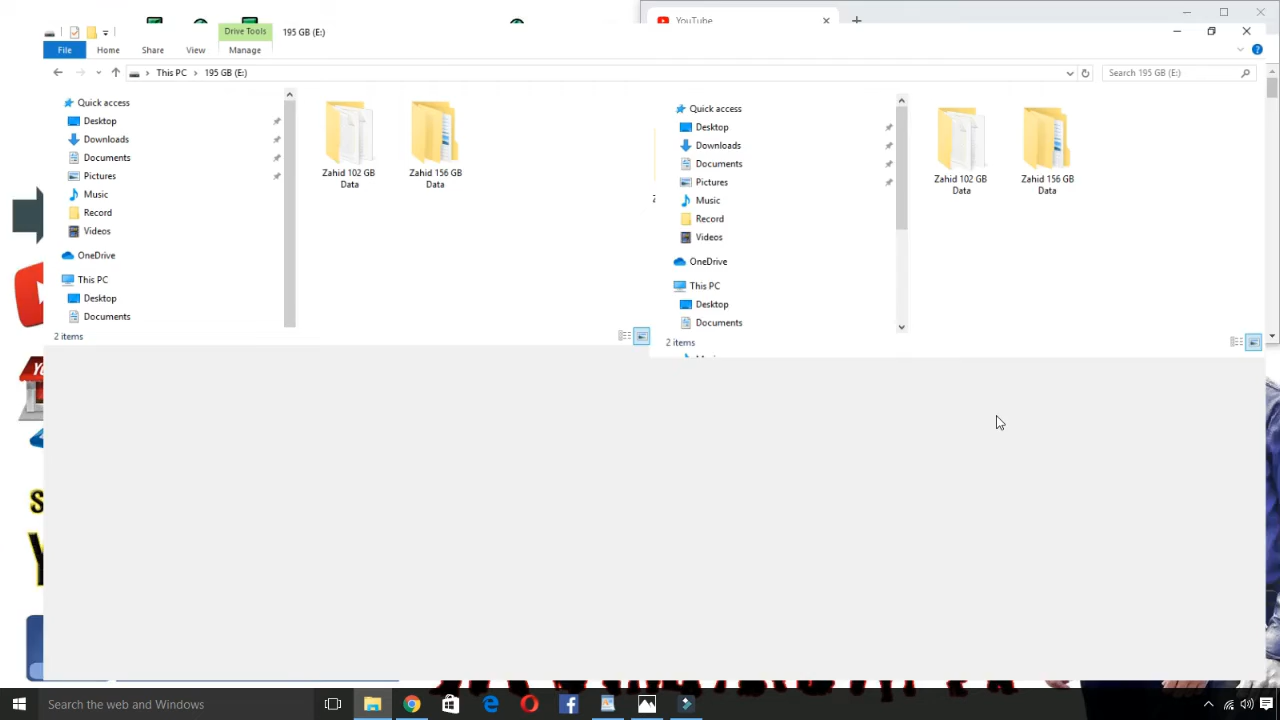 YouTube
Drive Tools
195 GB (E:)
File
Home
Share
View
Manage
This PC
195 GB (E:)
Search 195 GB (E:)
Quick access
Desktop
Downloads
Documents
Pictures
Music
Record
Videos
OneDrive
This PC
Desktop
Documents
2 items
Zahid 102 GB
Data
Zahid 156 GB
Data
Quick access
Desktop
Downloads
Documents
Pictures
Music
Record
Videos
OneDrive
This PC
Desktop
Documents
2 items
Zahid 102 GB
Data
Zahid 156 GB
Data
Search the web and Windows